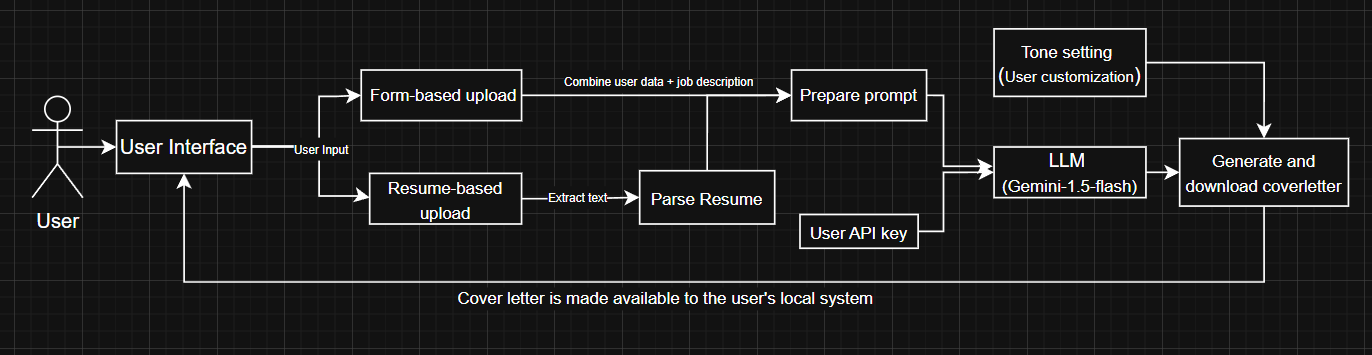 User
User Interface
User Input
Form-based upload
Resume-based
upload
Extract text
Parse Resume
Combine user data + job description
Prepare prompt
User API key
LLM
(Gemini-1.5-flash)
Tone setting
(User customization)
Generate and
download coverletter
Cover letter is made available to the user's local system